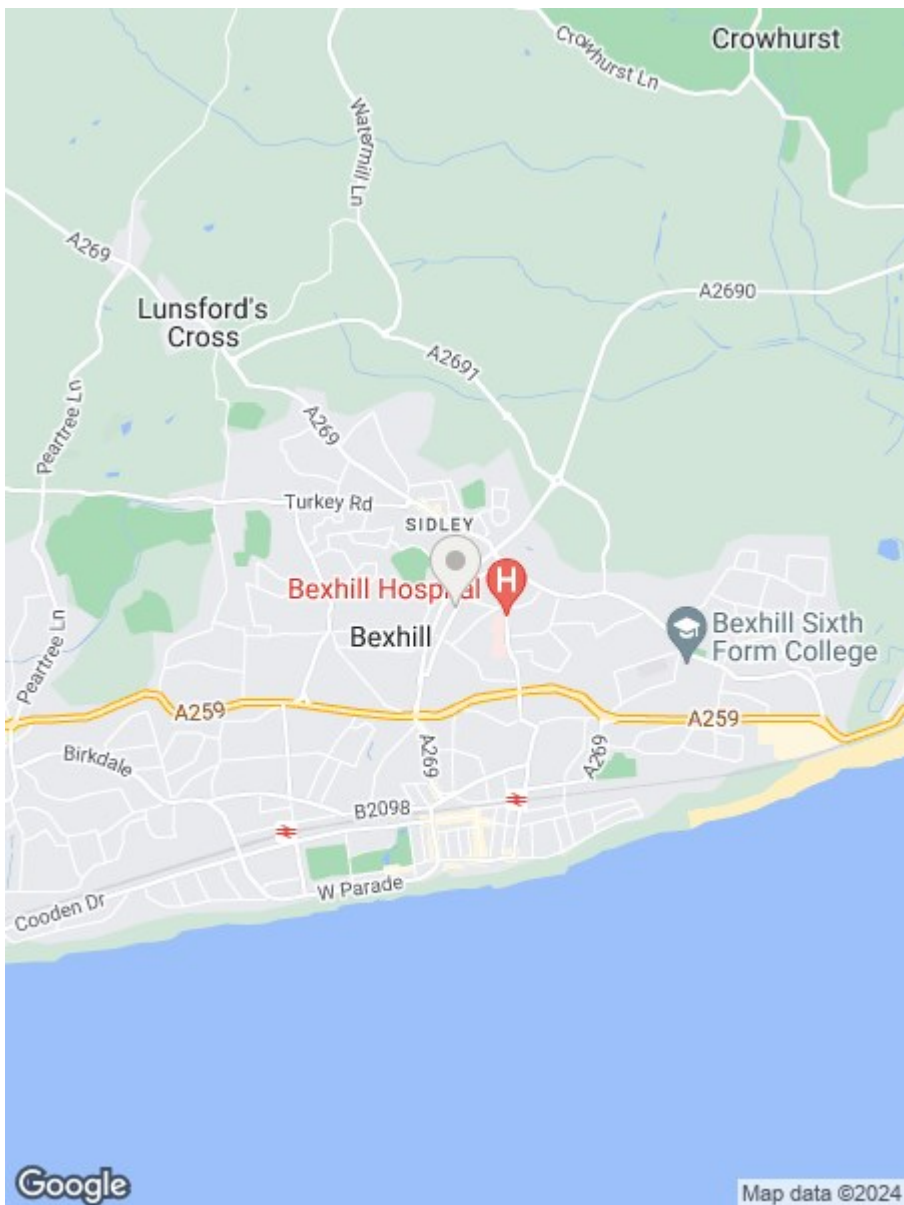 Crowhurst
Crowhurst Ln
Watermill Ln
A269
A2690
Lunsford's
Cross
A2691
Peartree Ln
A269
Turkey Rd
SIDLEY
Bexhill Hospital
H
Bexhill
Bexhill Sixth
Form College
Peartree Ln
A259
A259
Birkdale
A269
A269
B2098
W Parade
Cooden Dr
Google
Map data ©2024